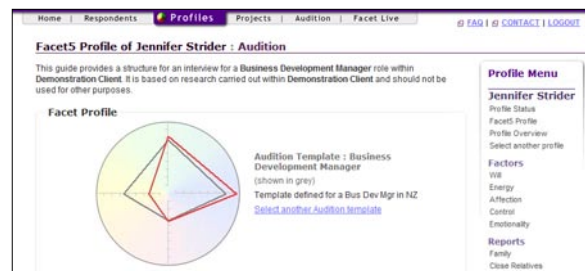 Home | Respondents Profiles Projects | Audition | Facet Live
FAQ | CONTACT | LOGOUT
Facet5 Profile of Jennifer Strider : Audition
This guide provides a structure for an interview for a Business Development Manager role within
Demonstration Client. It is based on research carried out within Demonstration Client and should not be
used for other purposes.
Facet Profile
Audition Template : Business
Development Manager
(shown in grey)
Template defined for a Bus Dev Mgr in NZ
Select another Audition template
Profile Menu
Jennifer Strider
Profile Status
Facet5 Profile
Profile Overview
Select another profile
Factors
Will
Energy
Affection
Control
Emotionality
Reports
Family
Close Relatives